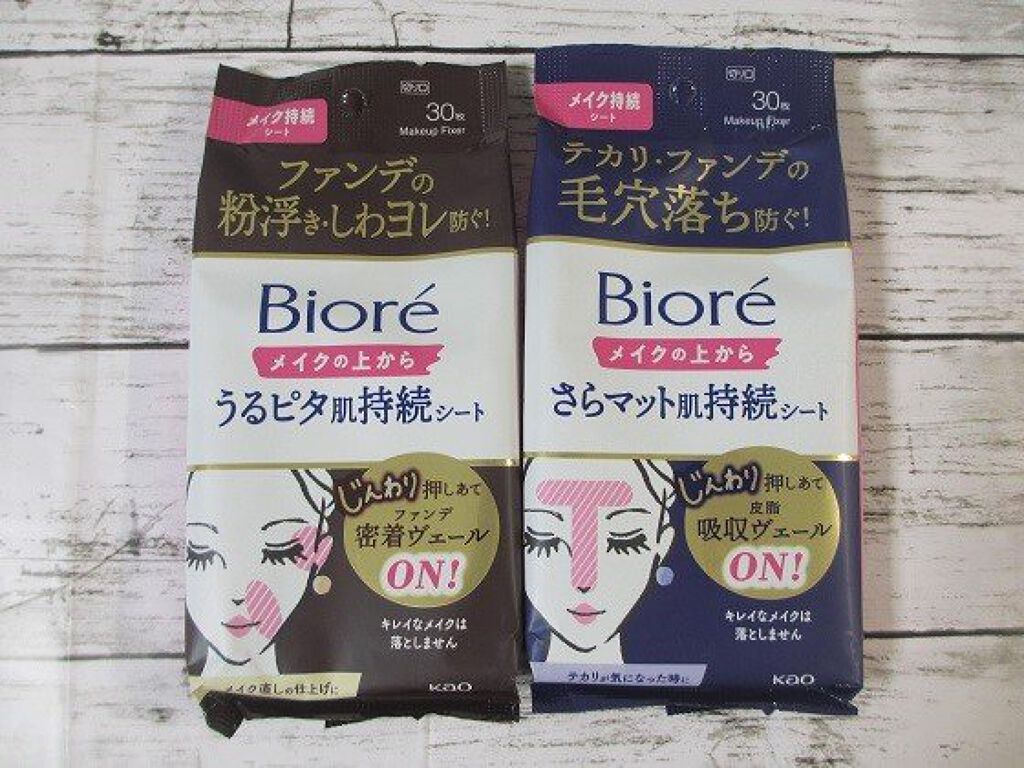 メイク持続
シート
切り口
30枚
Makeup Fixer
ファンデの
粉浮き・しわヨレ防ぐ!
Bioré
メイクの上から
うるピタ肌持続シート
じんわり押しあて
ファンデ
密着ヴェール
ON!
キレイなメイクは
落としません
メイク直しの仕上げに
Kao
メイク持続
シート
切り口
30枚
Makeup Fixer
テカリ・ファンデの
毛穴落ち防ぐ!
Bioré
メイクの上から
さらマット肌持続シート
じんわり押しあて
皮脂
吸収ヴェール
ON!
キレイなメイクは
落としません
テカリが気になった時に
Kao